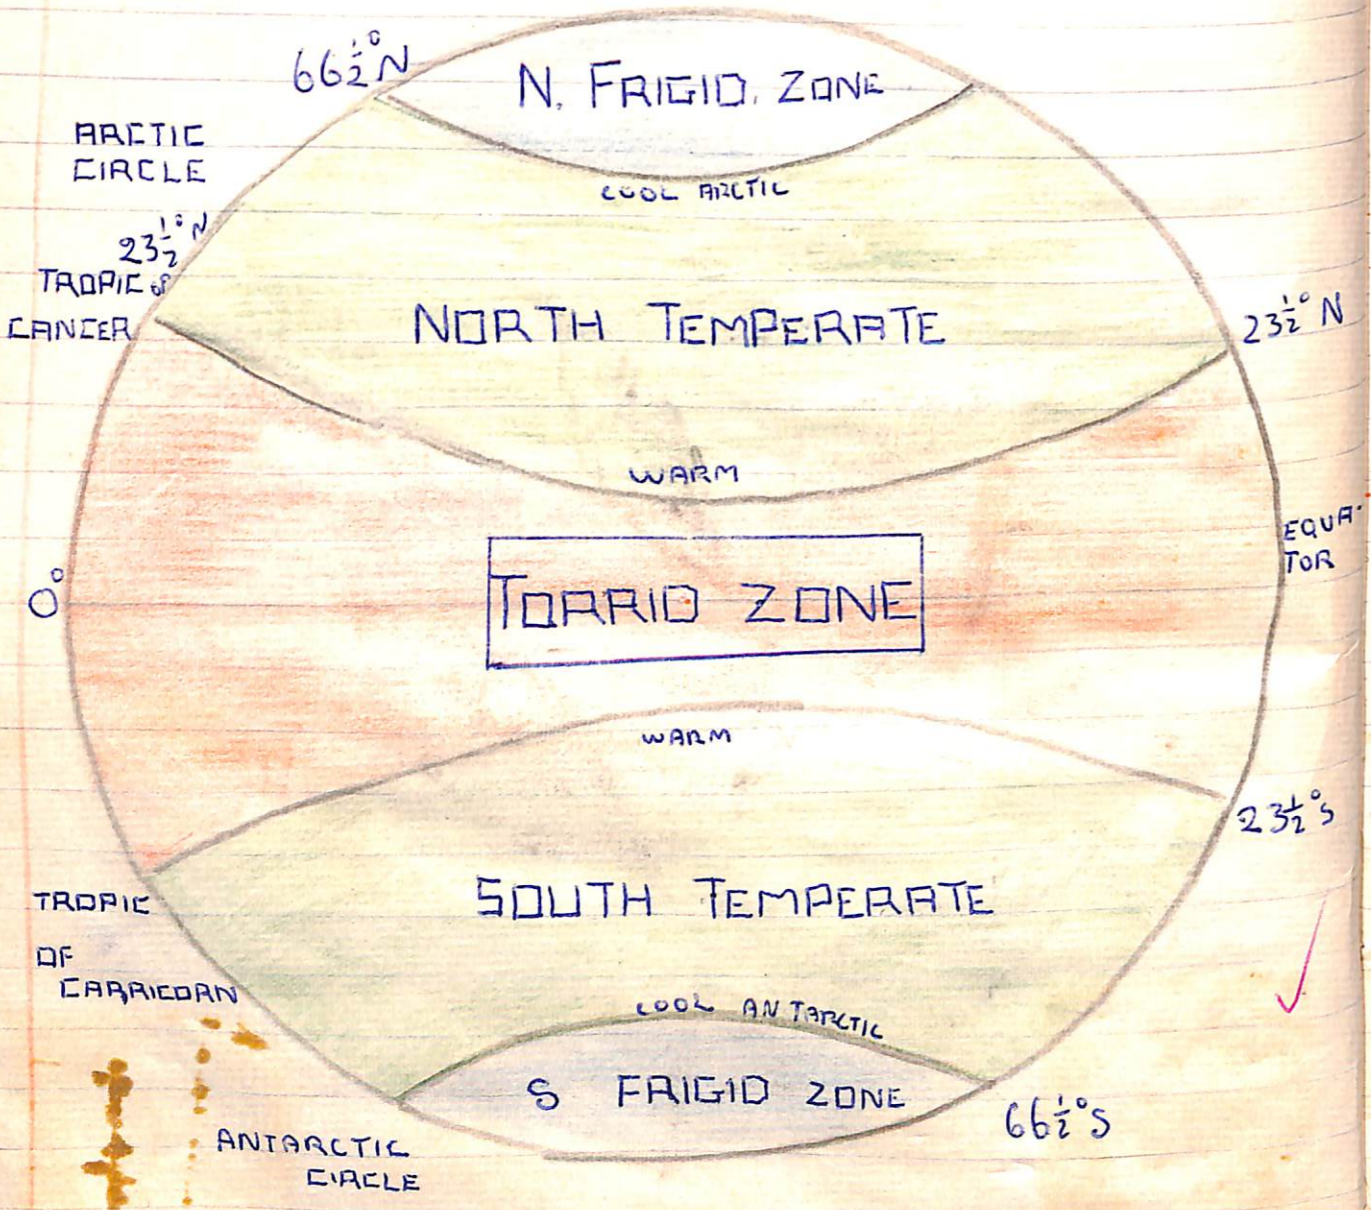 66½°N
N. FRIGID. ZONE
ARCTIC
CIRCLE
COOL ARCTIC
23½°N
TROPIC OF
CANCER
NORTH TEMPERATE
23½°N
WARM
EQUA-
TOR
0°
TORRID ZONE
WARM
23½°S
TROPIC
OF
CAPRICORN
SOUTH TEMPERATE
COOL ANTARCTIC
S FRIGID ZONE
66½°S
ANTARCTIC
CIRCLE